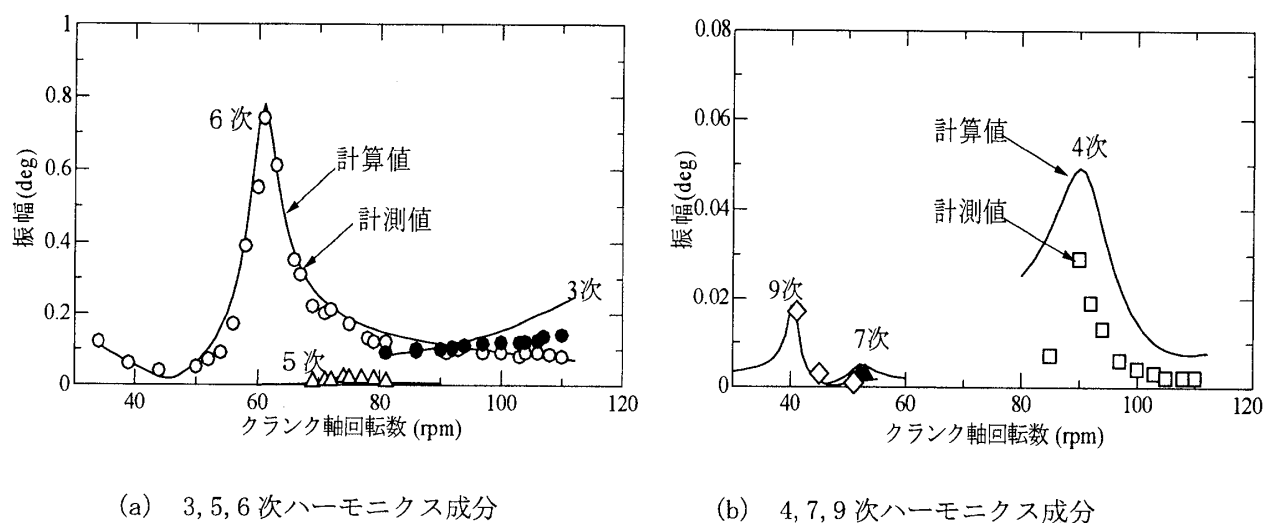 1
0.8
0.6
0.4
0.2
0
振幅(deg)
6次
計算値
計測値
3次
5次
40 60 80 100 120
クランク軸回転数 (rpm)
(a) 3, 5, 6 次ハーモニクス成分
0.08
0.06
0.04
0.02
0
振幅(deg)
計算値
4次
計測値
9次
7次
40 60 80 100 120
クランク軸回転数 (rpm)
(b) 4, 7, 9 次ハーモニクス成分